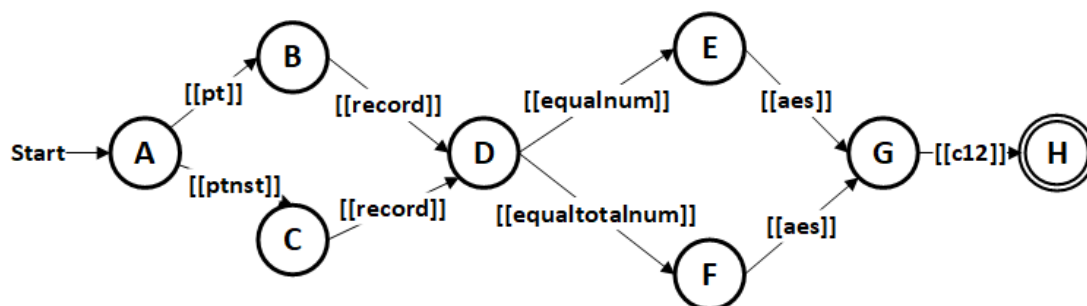 Start
A
[[pt]]
B
[[record]]
[[ptnst]]
C
[[record]]
D
[[equalnum]]
E
[[aes]]
[[equaltotalnum]]
F
[[aes]]
G
[[c12]]
H